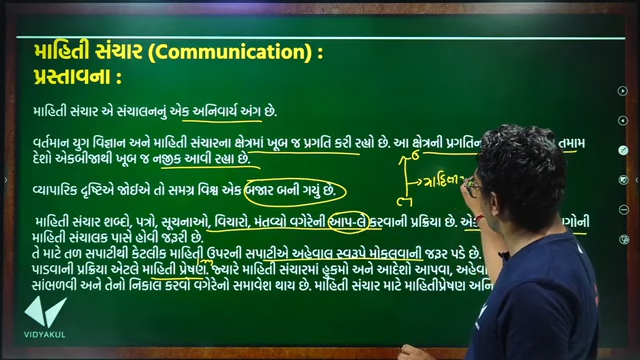 માહિતી સંચાર (Communication) :
પ્રસ્તાવના :
માહિતી સંચાર એ સંચાલનનું એક અનિવાર્ય અંગ છે.
વર્તમાન યુગ વિજ્ઞાન અને માહિતી સંચારના ક્ષેત્રમાં ખૂબ જ પ્રગતિ કરી રહ્યો છે. આ ક્ષેત્રની પ્રગતિના તમામ
દેશો એકબીજાથી ખૂબ જ નજીક આવી રહ્યા છે.
વ્યાપારિક દૃષ્ટિએ જોઈએ તો સમગ્ર વિશ્વ એક બજાર બની ગયું છે.
માહિતી સંચાર શબ્દો, પત્રો, સૂચનાઓ, વિચારો, મંતવ્યો વગેરેની આપ-લે કરવાની પ્રક્રિયા છે.
માહિતી સંચાલક પાસે હોવી જરૂરી છે.
તે માટે તળ સપાટીથી કેટલીક માહિતી ઉપરની સપાટીએ અહેવાલ સ્વરૂપે મોકલવાની જરૂર પડે છે.
પાડવાની પ્રક્રિયા એટલે માહિતી પ્રેષણ. જ્યારે માહિતી સંચારમાં હુકમો અને આદેશો આપવા,
સાંભળવી અને તેનો નિકાલ કરવો વગેરેનો સમાવેશ થાય છે. માહિતી સંચાર માટે માહિતીપ્રેષણ
VIDYAKUL